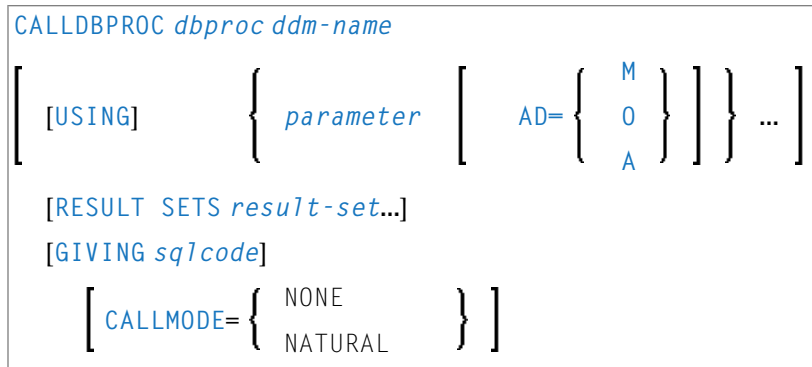 CALLDBPROC dbproc ddm-name
M
[ [USING] { parameter [ AD= { O } ] } ... ]
A
[RESULT SETS result-set...]
[GIVING sqlcode]
NONE
[ CALLMODE= { } ]
NATURAL